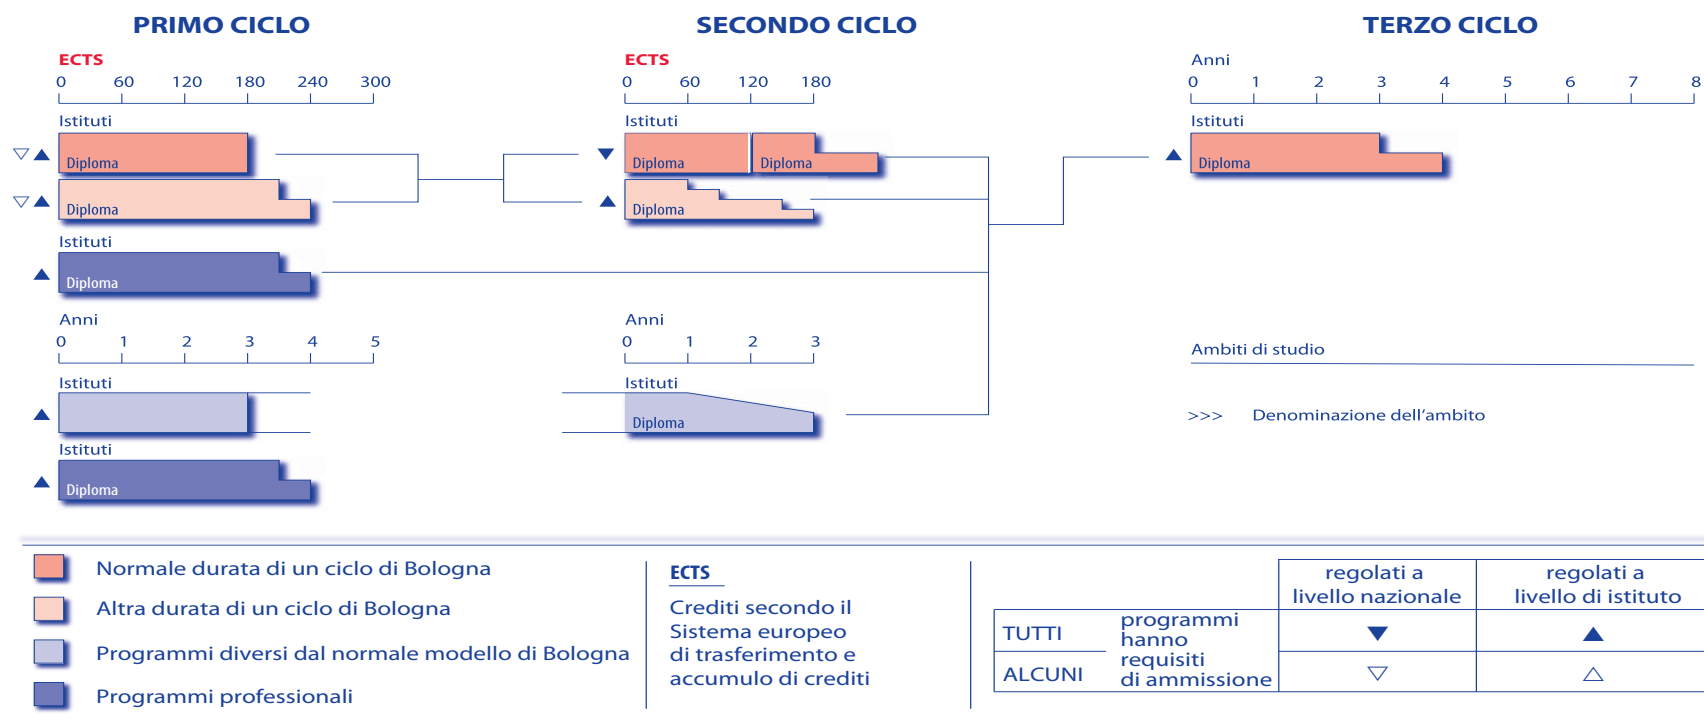 PRIMO CICLO
SECONDO CICLO
TERZO CICLO
ECTS
0 60 120 180 240 300
ECTS
0 60 120 180
Anni
0 1 2 3 4 5 6 7 8
Istituti
Diploma
Diploma
Istituti
Diploma
Diploma
Diploma
Istituti
Diploma
Istituti
Diploma
Anni
0 1 2 3 4 5
Anni
0 1 2 3
Istituti
Istituti
Diploma
Istituti
Diploma
Ambiti di studio
>>> Denominazione dell'ambito
Normale durata di un ciclo di Bologna
Altra durata di un ciclo di Bologna
Programmi diversi dal normale modello di Bologna
Programmi professionali
ECTS
Crediti secondo il
Sistema europeo
di trasferimento e
accumulo di crediti
regolati a
livello nazionale
regolati a
livello di istituto
TUTTI
ALCUNI
programmi
hanno
requisiti
di ammissione